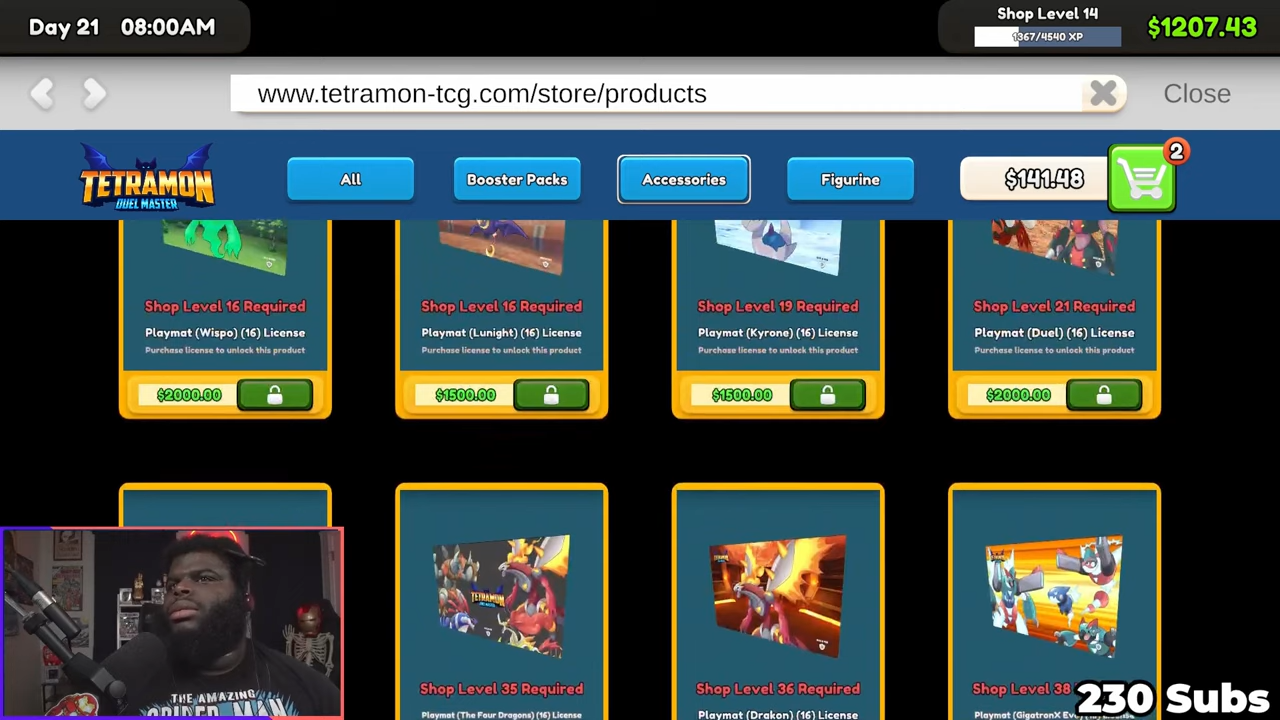 Day 21 08:00AM
Shop Level 14
1367/4540 XP
$1207.43
www.tetramon-tcg.com/store/products
Close
TETRAMON
DUEL MASTER
All
Booster Packs
Accessories
Figurine
$141.48
2
Shop Level 16 Required
Playmat (Wispo) (16) License
Purchase license to unlock this product
$2000.00
Shop Level 16 Required
Playmat (Lunight) (16) License
Purchase license to unlock this product
$1500.00
Shop Level 19 Required
Playmat (Kyrone) (16) License
Purchase license to unlock this product
$1500.00
Shop Level 21 Required
Playmat (Duel) (16) License
Purchase license to unlock this product
$2000.00
TETRAMON
Shop Level 35 Required
Playmat (The Four Dragons) (16) License
Shop Level 36 Required
Playmat (Drakon) (16) License
Shop Level 38
Playmat (GigatronX Evo)
THE AMAZING
230 Subs